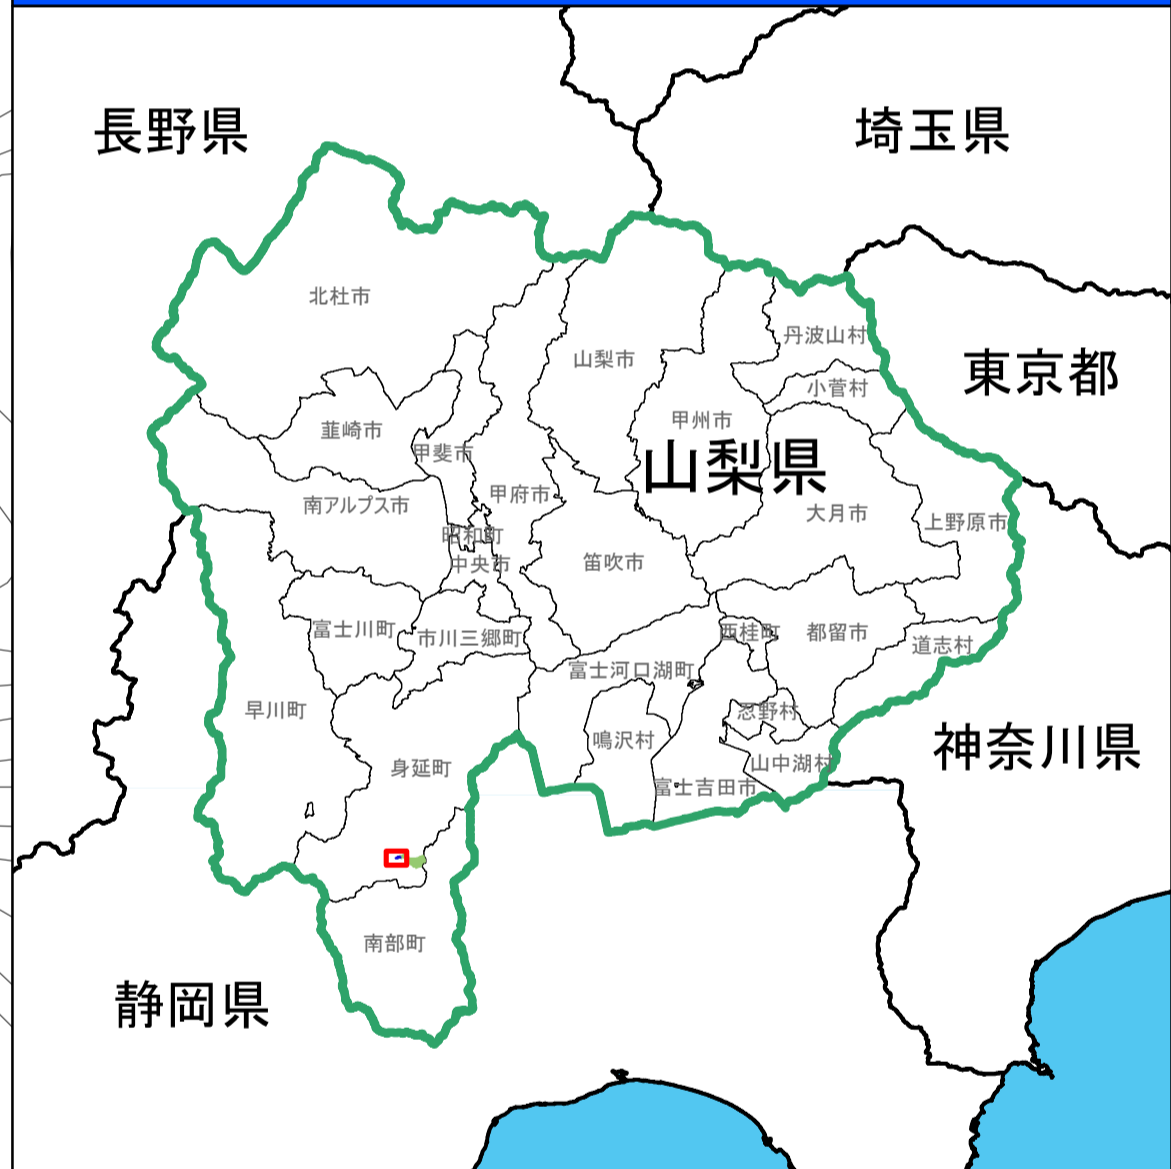 長野県
埼玉県
北杜市
丹波山村
山梨市
東京都
小菅村
甲州市
韮崎市
甲斐市
山梨県
甲府市
南アルプス市
大月市
上野原市
昭和町
中央市
笛吹市
富士川町
市川三郷町
西桂町
都留市
道志村
富士河口湖町
早川町
忍野村
鳴沢村
神奈川県
身延町
山中湖村
富士吉田市
南部町
静岡県